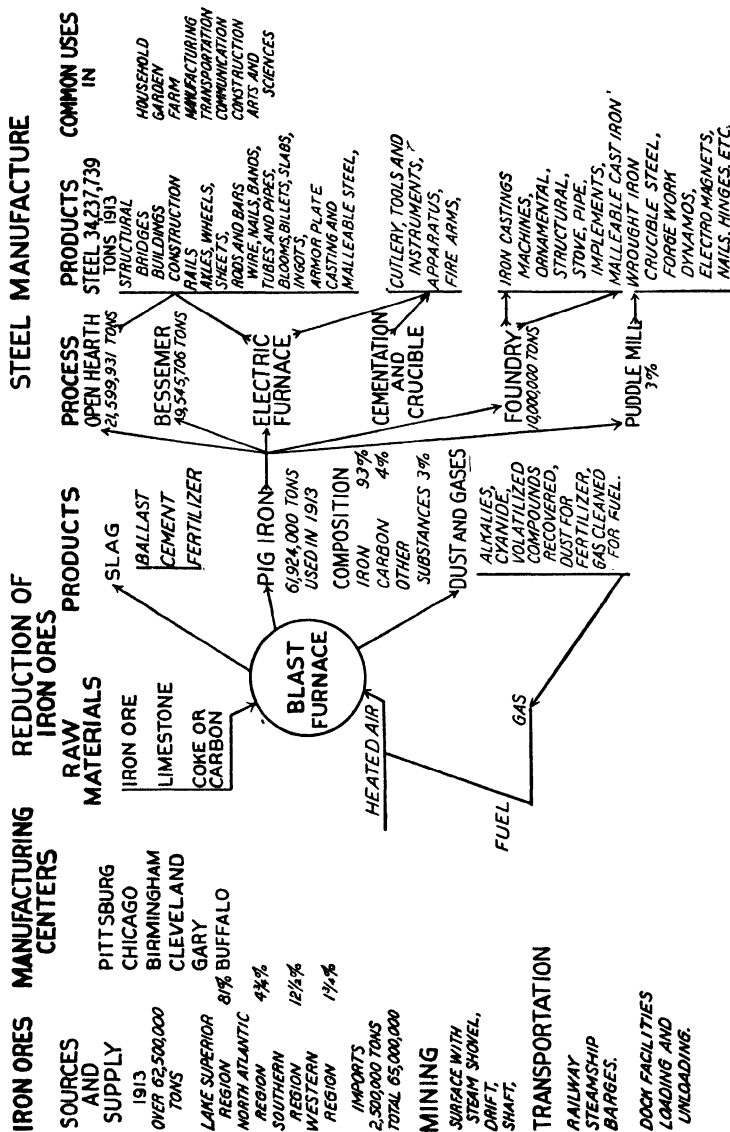 IRON ORES
SOURCES
AND
SUPPLY
1913
OVER 62,500,000
TONS
LAKE SUPERIOR
REGION 81%
NORTH ATLANTIC
REGION 4¾%
SOUTHERN
REGION 12½%
WESTERN
REGION 1¾%
IMPORTS
2,500,000 TONS
TOTAL 65,000,000
MINING
SURFACE WITH
STEAM SHOVEL,
DRIFT,
SHAFT,
TRANSPORTATION
RAILWAY
STEAMSHIP
BARGES.
DOCK FACILITIES
LOADING AND
UNLOADING.
MANUFACTURING
CENTERS
PITTSBURG
CHICAGO
BIRMINGHAM
CLEVELAND
GARY
BUFFALO
REDUCTION OF
IRON ORES
RAW
MATERIALS
IRON ORE
LIMESTONE
COKE OR
CARBON
BLAST
FURNACE
HEATED AIR
FUEL
GAS
PRODUCTS
SLAG
BALLAST
CEMENT
FERTILIZER
PIG IRON
61,924,000 TONS
USED IN 1913
COMPOSITION
IRON 93%
CARBON 4%
OTHER
SUBSTANCES 3%
DUST AND GASES
ALKALIES,
CYANIDE,
VOLATILIZED
COMPOUNDS
RECOVERED,
DUST FOR
FERTILIZER,
GAS CLEANED
FOR FUEL.
STEEL MANUFACTURE
PROCESS
OPEN HEARTH
21,599,931 TONS
BESSEMER
9,545,706 TONS
ELECTRIC
FURNACE
CEMENTATION
AND
CRUCIBLE
FOUNDRY
10,000,000 TONS
PUDDLE MILL
3%
PRODUCTS
STEEL 34,237,739
TONS 1913
STRUCTURAL
BRIDGES
BUILDINGS
CONSTRUCTION
RAILS
AXLES, WHEELS,
SHEETS,
RODS AND BARS
WIRE, NAILS, BANDS,
TUBES AND PIPES,
BLOOMS, BILLETS, SLABS,
INGOTS,
ARMOR PLATE
CASTING AND
MALLEABLE STEEL,
CUTLERY, TOOLS AND
INSTRUMENTS,
APPARATUS,
FIRE ARMS,
IRON CASTINGS
MACHINES,
ORNAMENTAL,
STRUCTURAL,
STOVE, PIPE,
IMPLEMENTS,
MALLEABLE CAST IRON
WROUGHT IRON
CRUCIBLE STEEL,
FORGE WORK
DYNAMOS,
ELECTRO MAGNETS,
NAILS, HINGES, ETC.
COMMON USES
IN
HOUSEHOLD
GARDEN
FARM
MANUFACTURING
TRANSPORTATION
COMMUNICATION
CONSTRUCTION
ARTS AND
SCIENCES